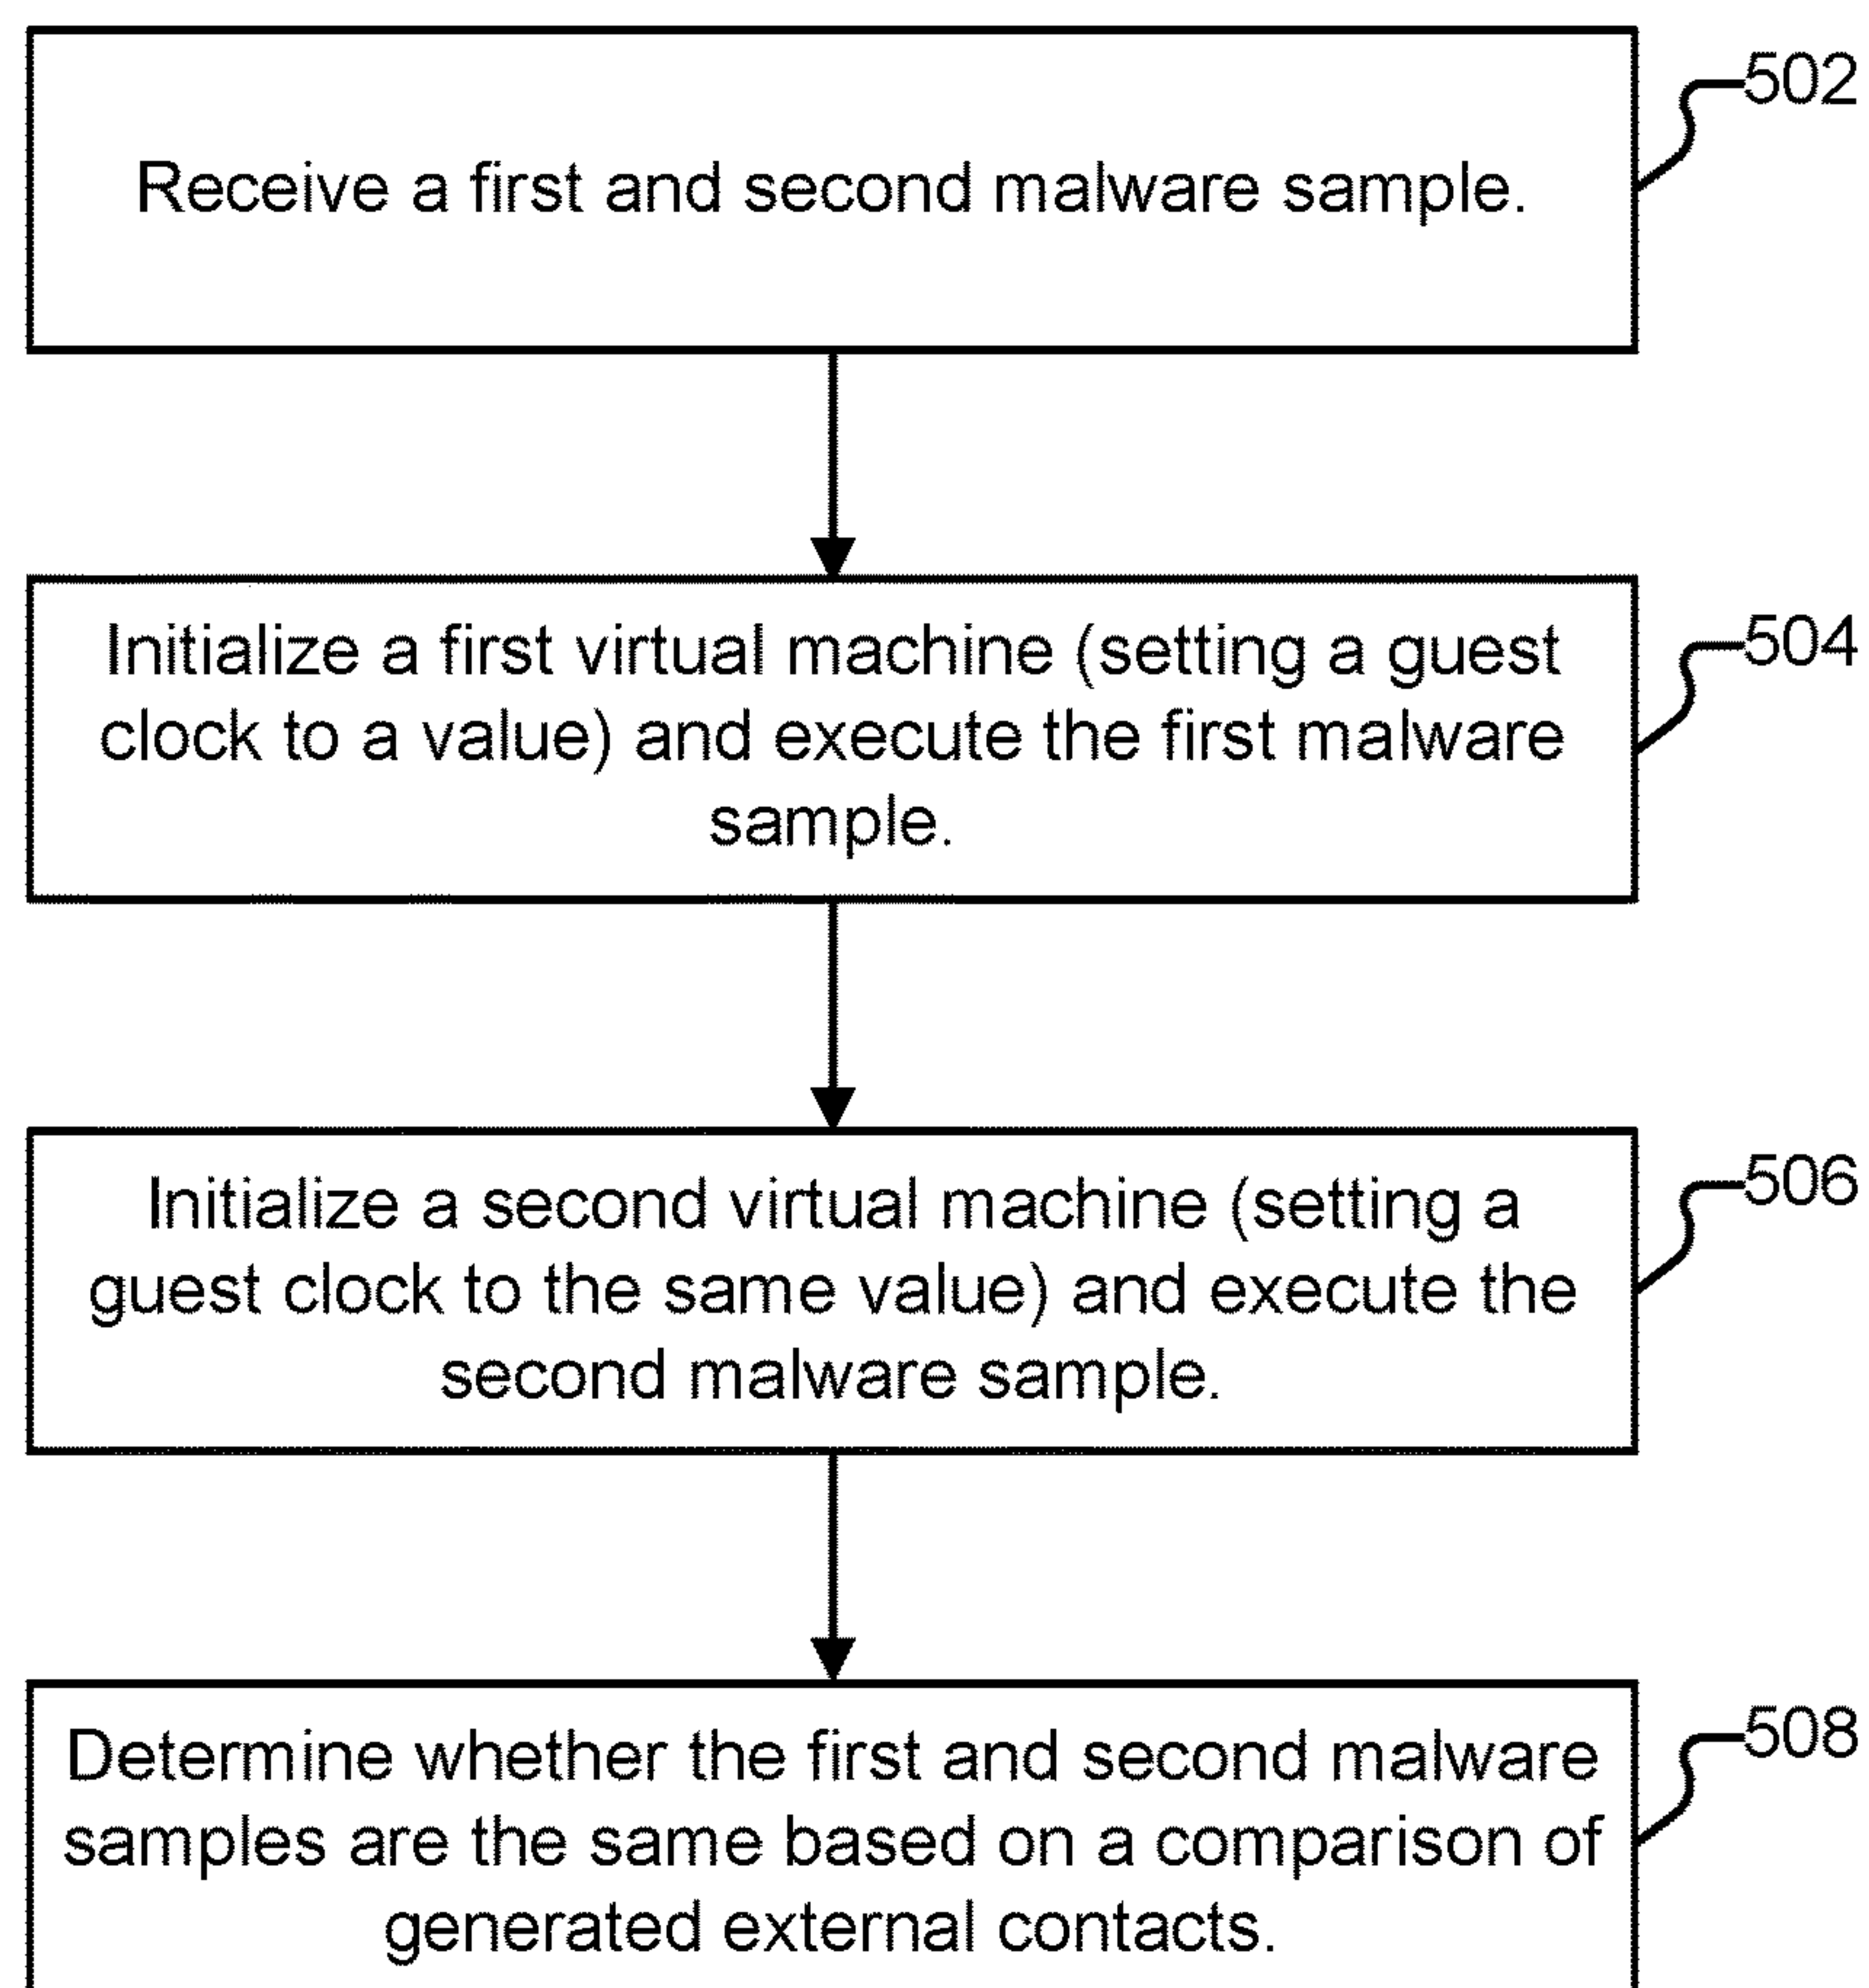 502
Receive a first and second malware sample.
504
Initialize a first virtual machine (setting a guest
clock to a value) and execute the first malware
sample.
506
Initialize a second virtual machine (setting a
guest clock to the same value) and execute the
second malware sample.
508
Determine whether the first and second malware
samples are the same based on a comparison of
generated external contacts.